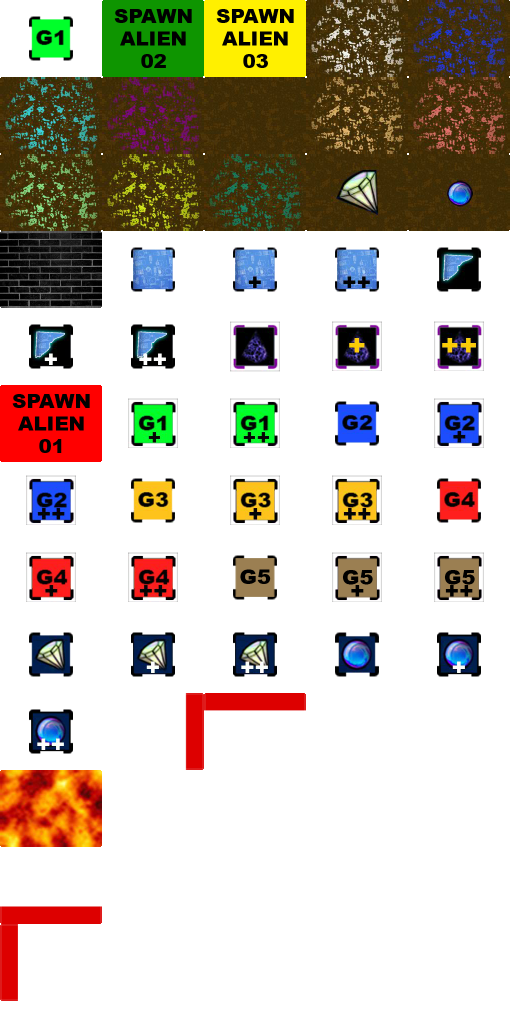 G1
SPAWN
ALIEN
02
SPAWN
ALIEN
03
+
++
+
++
+
++
SPAWN
ALIEN
01
G1
+
G1
++
G2
G2
+
G2
++
G3
G3
+
G3
++
G4
G4
+
G4
++
G5
G5
+
G5
++
+
++
+
++